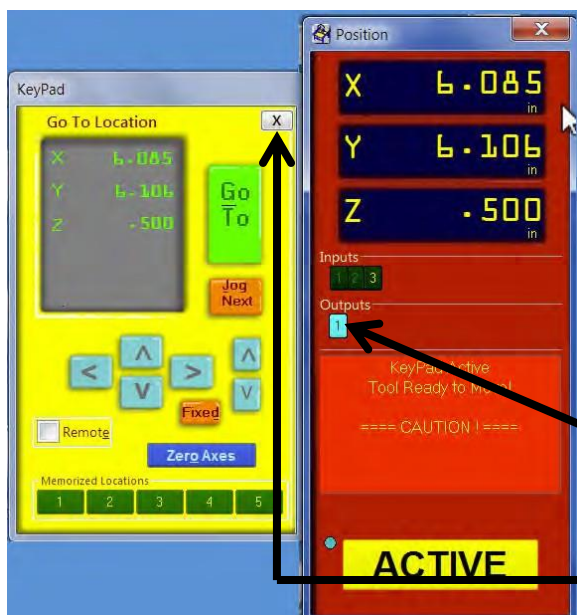 KeyPad
Go To Location
X
X 6.085
Y 6.106
Z .500
Go
To
Jog
Next
<
^
V
>
^
V
Fixed
Remote
Zero Axes
Memorized Locations
1 2 3 4 5
Position
X
X 6.085
in
Y 6.106
in
Z .500
in
Inputs
1 2 3
Outputs
1
KeyPad Active
Tool Ready to Move!
==== CAUTION ! ====
ACTIVE